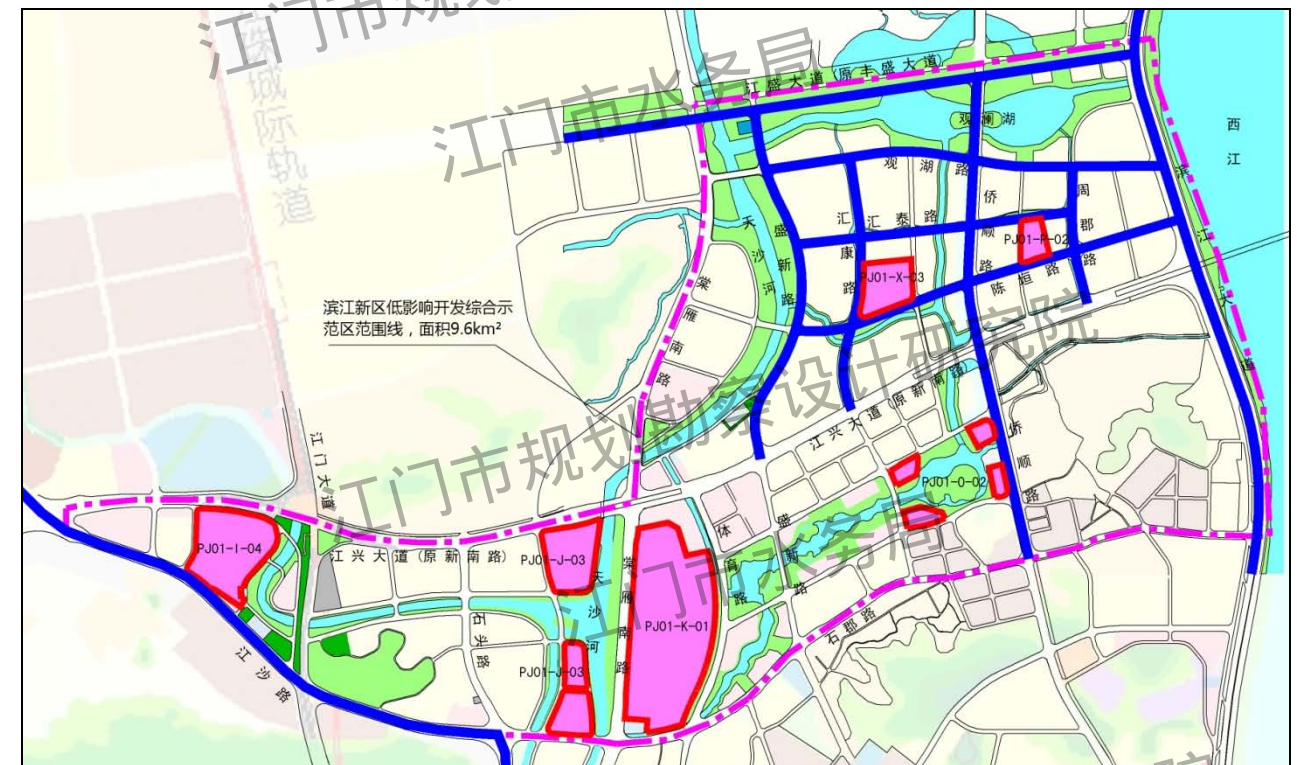 江门市规划
珠城际轨道
江门市水务局
江盛大道(原丰盛大道)
观澜湖
西江
观湖路
汇泰路
汇康路
侨顺路
周郡路
PJ01-P-02
PJ01-X-03
陈垣路
滨江大道
天沙河
盛新路
棠雁南路
滨江新区低影响开发综合示
范区范围线，面积9.6km²
江门市规划勘察设计研究院
江兴大道(原新南路)
侨顺路
PJ01-O-02
江门大道
PJ01-I-04
江兴大道(原新南路)
PJ01-J-03
天沙河
棠雁南路
体育路
盛新路
江门市水务局
PJ01-K-01
石头路
石郡路
江沙路
PJ01-J-03
院